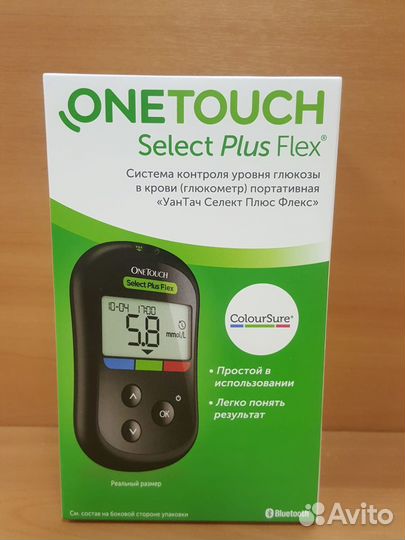 ONETOUCH
Select Plus Flex®
Система контроля уровня глюкозы
в крови (глюкометр) портативная
«УанТач Селект Плюс Флекс»
ONETOUCH
Select Plus Flex
10-04 17:00
5.8
mmol/L
OK
ColourSure®
• Простой в
использовании
• Легко понять
результат
Реальный размер
См. состав на боковой стороне упаковки
Bluetooth
Avito